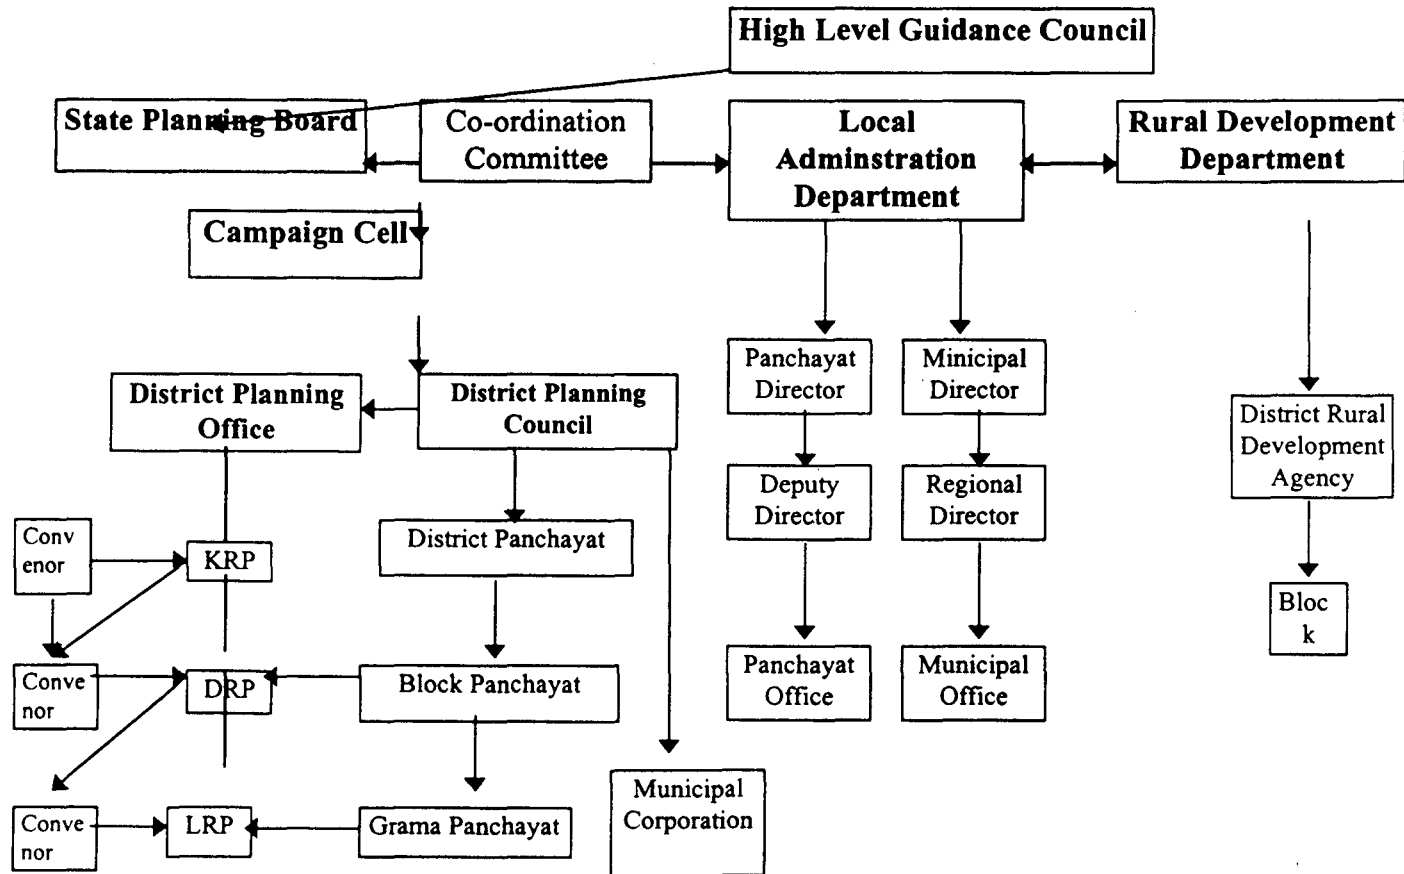 High Level Guidance Council
State Planning Board
Co-ordination
Committee
Local
Adminstration
Department
Rural Development
Department
Campaign Cell
Panchayat
Director
Minicipal
Director
District Planning
Office
District Planning
Council
District Rural
Development
Agency
Deputy
Director
Regional
Director
Conv
enor
KRP
District Panchayat
Bloc
k
Panchayat
Office
Municipal
Office
Conve
nor
DRP
Block Panchayat
Municipal
Corporation
Conve
nor
LRP
Grama Panchayat